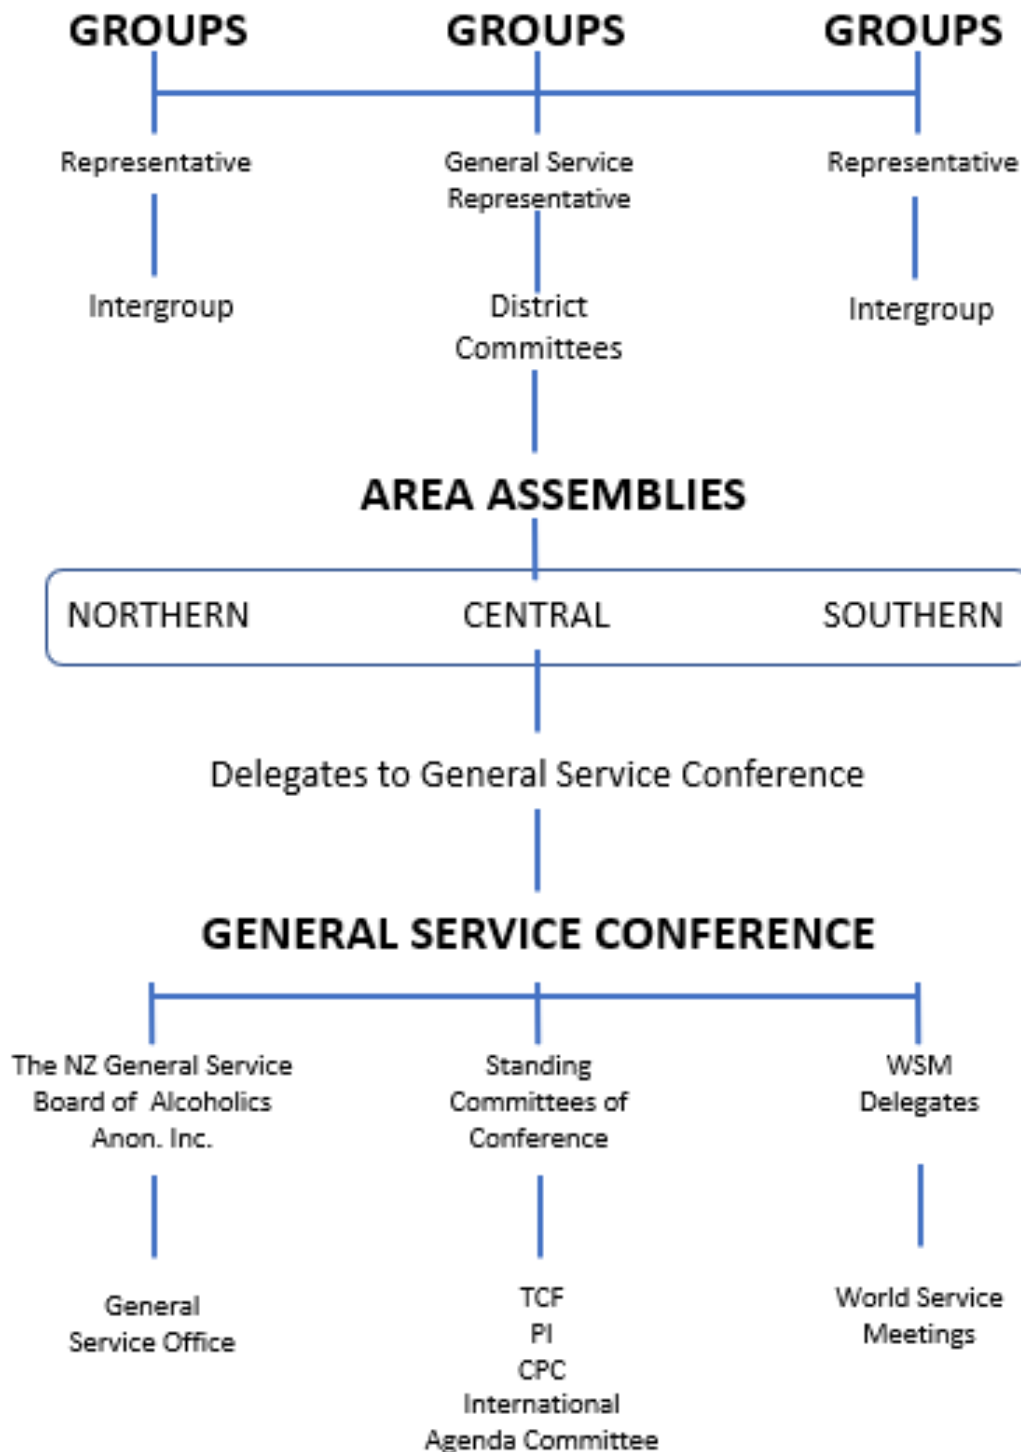 GROUPS GROUPS GROUPS
Representative General Service Representative
Representative
Intergroup District Intergroup
Committees
AREA ASSEMBLIES
NORTHERN CENTRAL SOUTHERN
Delegates to General Service Conference
GENERAL SERVICE CONFERENCE
The NZ General Service Standing WSM
Board of Alcoholics Committees of Delegates
Anon. Inc. Conference
General TCF World Service
Service Office PI Meetings
CPC
International
Agenda Committee